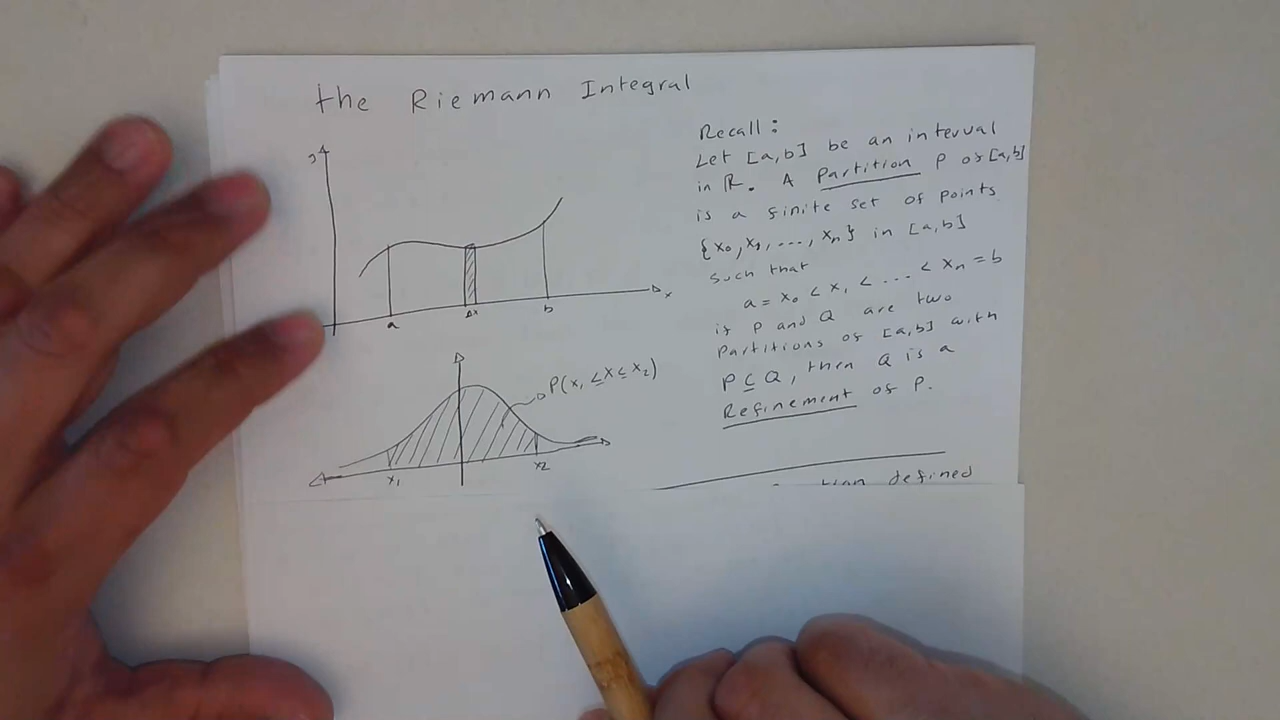 the Riemann Integral
y
a
Δx
b
x
P(x₁ ≤ X ≤ x₂)
x₁
x₂
Recall:
Let [a,b] be an interval
in ℝ. A Partition P of [a,b]
is a finite set of points
{x₀, x₁, ..., xₙ} in [a,b]
such that
a = x₀ < x₁ < ... < xₙ = b
if P and Q are two
Partitions of [a,b] with
P ⊆ Q, then Q is a
Refinement of P.
defined